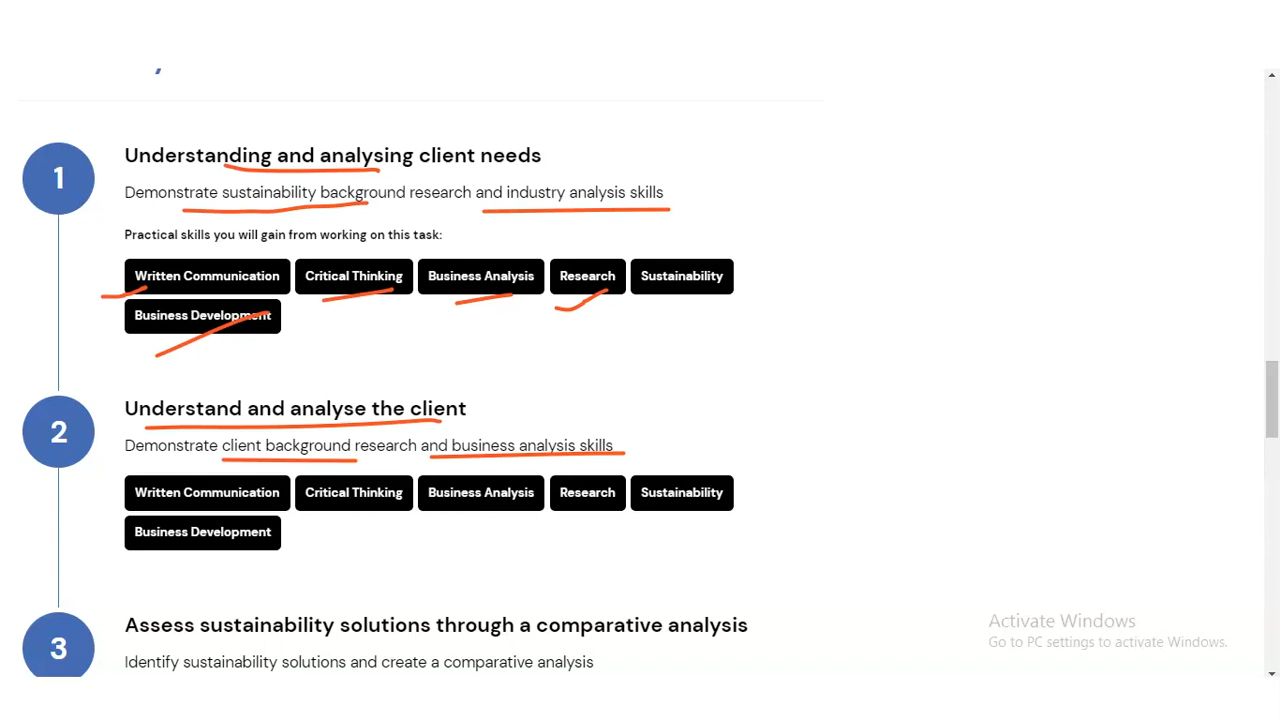 1
Understanding and analysing client needs
Demonstrate sustainability background research and industry analysis skills
Practical skills you will gain from working on this task:
Written Communication Critical Thinking Business Analysis Research Sustainability
Business Development
2
Understand and analyse the client
Demonstrate client background research and business analysis skills
Written Communication Critical Thinking Business Analysis Research Sustainability
Business Development
3
Assess sustainability solutions through a comparative analysis
Identify sustainability solutions and create a comparative analysis
Activate Windows
Go to PC settings to activate Windows.